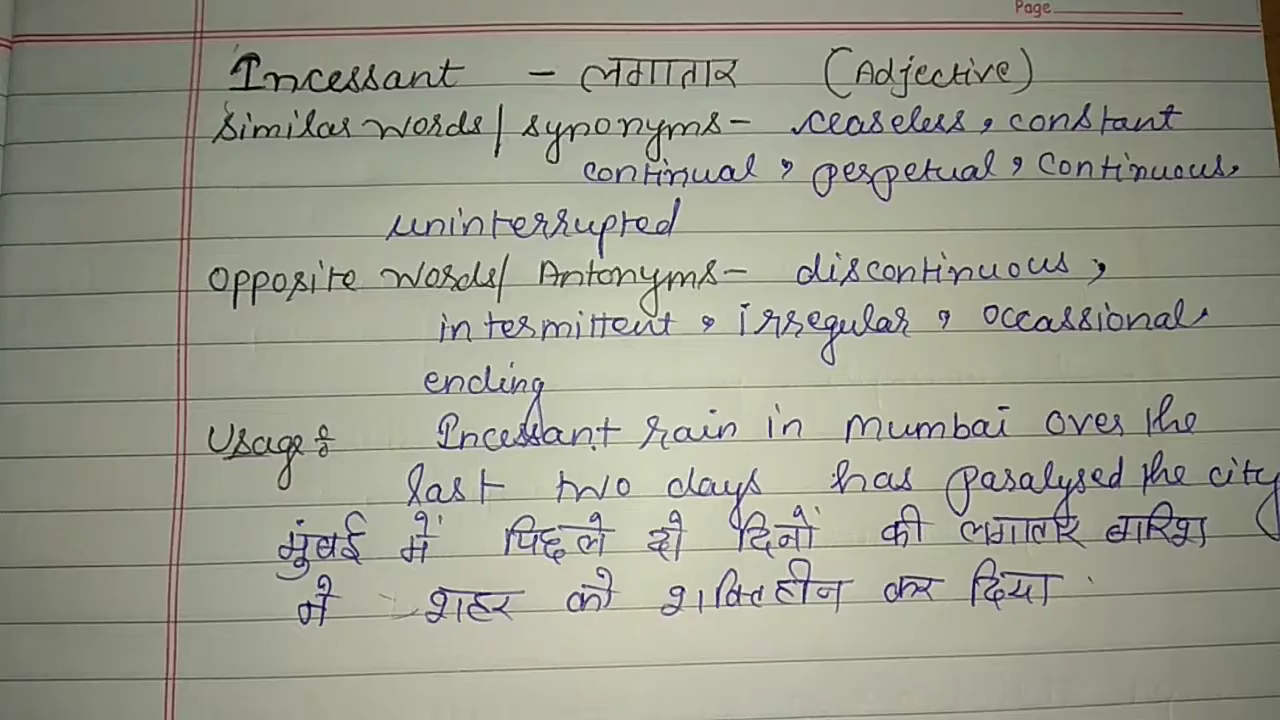 Page
Incessant - लगातार (Adjective)
Similar words/ synonyms- ceaseless, constant
continual, perpetual, continuous,
uninterrupted
Opposite words/ Antonyms- discontinuous,
intermittent, irregular, occassional,
ending
Usage: Incessant rain in Mumbai over the
last two days has paralysed the city
मुंबई में पिछले दो दिनों की लगातार बारिश
ने शहर को शक्तिहीन कर दिया